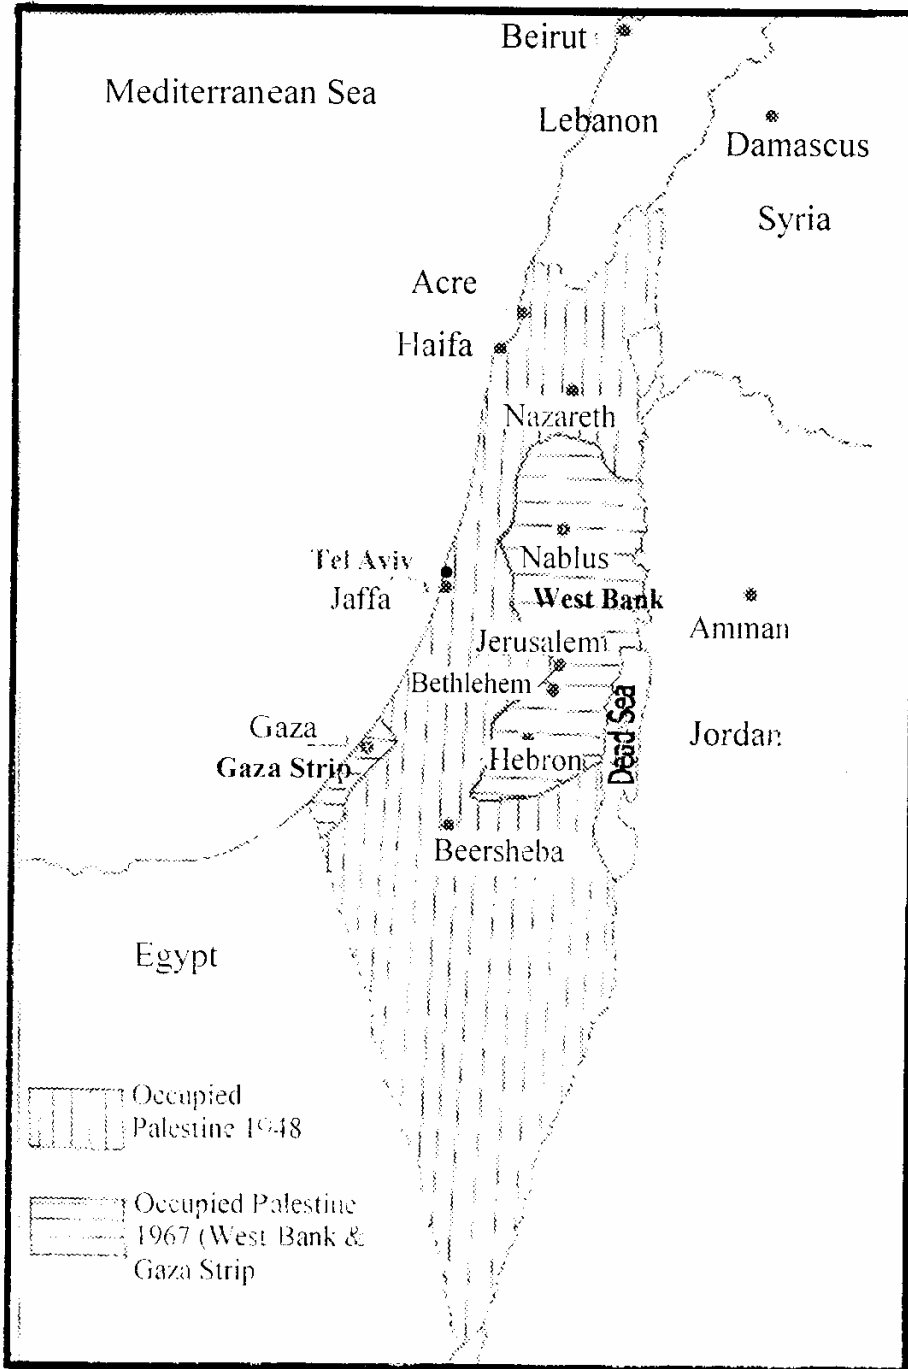 Beirut
Mediterranean Sea
Lebanon
Damascus
Syria
Acre
Haifa
Nazareth
Tel Aviv
Nablus
Jaffa
West Bank
Amman
Jerusalem
Bethlehem
Gaza
Dead Sea
Jordan
Hebron
Gaza Strip
Beersheba
Egypt
Occupied
Palestine 1948
Occupied Palestine
1967 (West Bank &
Gaza Strip